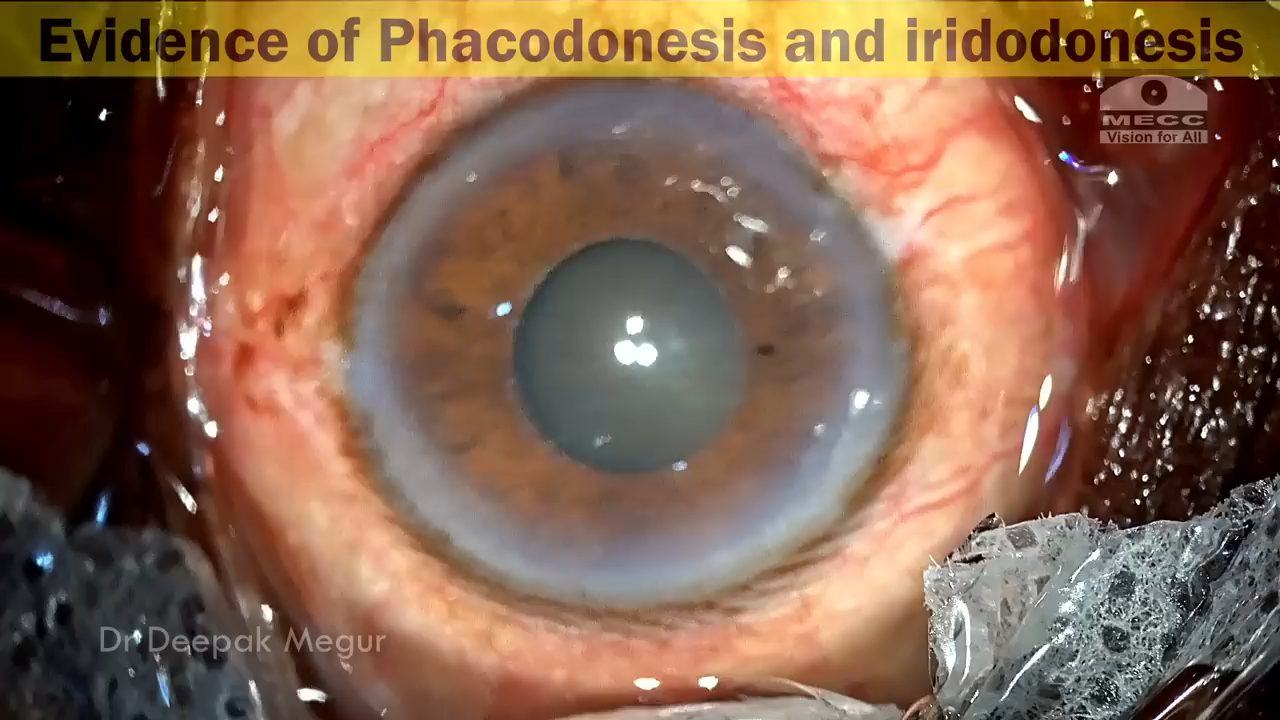 Evidence of Phacodonesis and iridodonesis
MECC
Vision for All
Dr Deepak Megur